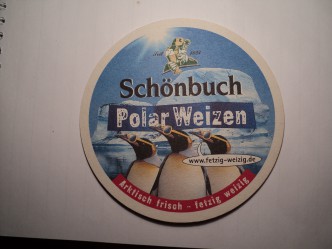 Schönbuch
Polar Weizen
www.fetzig-weizig.de
Arktisch frisch - fetzig weizig